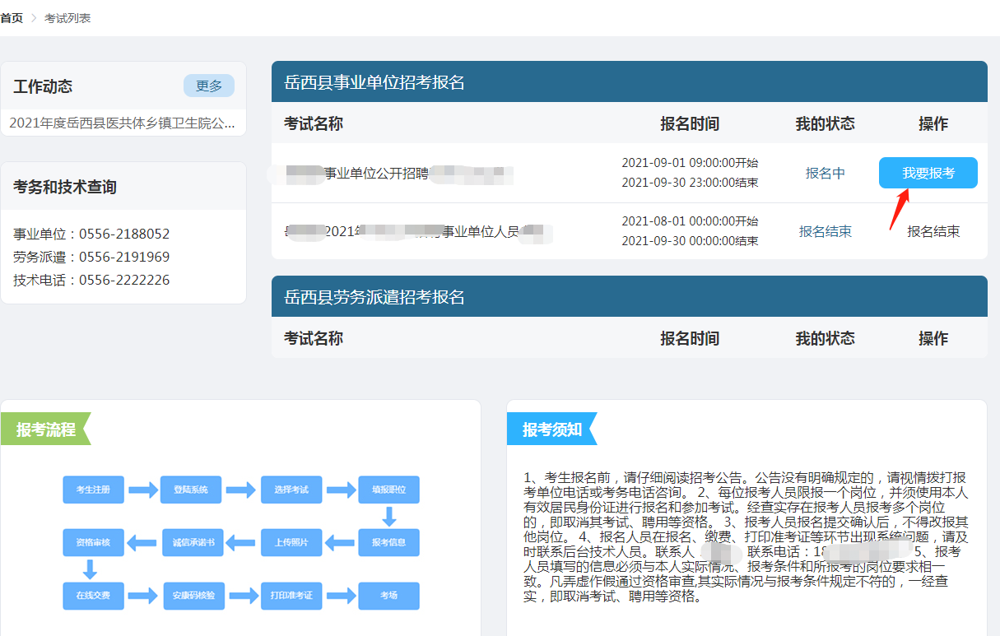 首页 > 考试列表
工作动态 更多
2021年度岳西县医共体乡镇卫生院公...
考务和技术查询
事业单位：0556-2188052
劳务派遣：0556-2191969
技术电话：0556-2222226
岳西县事业单位招考报名
考试名称 报名时间 我的状态 操作
事业单位公开招聘
2021-09-01 09:00:00开始
2021-09-30 23:00:00结束
报名中 我要报考
2021年 事业单位人员
2021-08-01 00:00:00开始
2021-09-30 00:00:00结束
报名结束 报名结束
岳西县劳务派遣招考报名
考试名称 报名时间 我的状态 操作
报考流程
考生注册 登陆系统 选择考试 填报职位
资格审核 诚信承诺书 上传照片 报考信息
在线交费 安康码核验 打印准考证 考场
报考须知
1、考生报名前，请仔细阅读招考公告。公告没有明确规定的，请视情拨打报
考单位电话或考务电话咨询。 2、每位报考人员限报一个岗位，并须使用本人
有效居民身份证进行报名和参加考试。经查实存在报考人员报考多个岗位
的，即取消其考试、聘用等资格。 3、报考人员报名提交确认后，不得改报其
他岗位。 4、报名人员在报名、缴费、打印准考证等环节出现系统问题，请及
时联系后台技术人员。联系人 联系电话：18 5、报考
人员填写的信息必须与本人实际情况、报考条件和所报考的岗位要求相一
致。凡弄虚作假通过资格审查,其实际情况与报考条件规定不符的，一经查
实，即取消考试、聘用等资格。